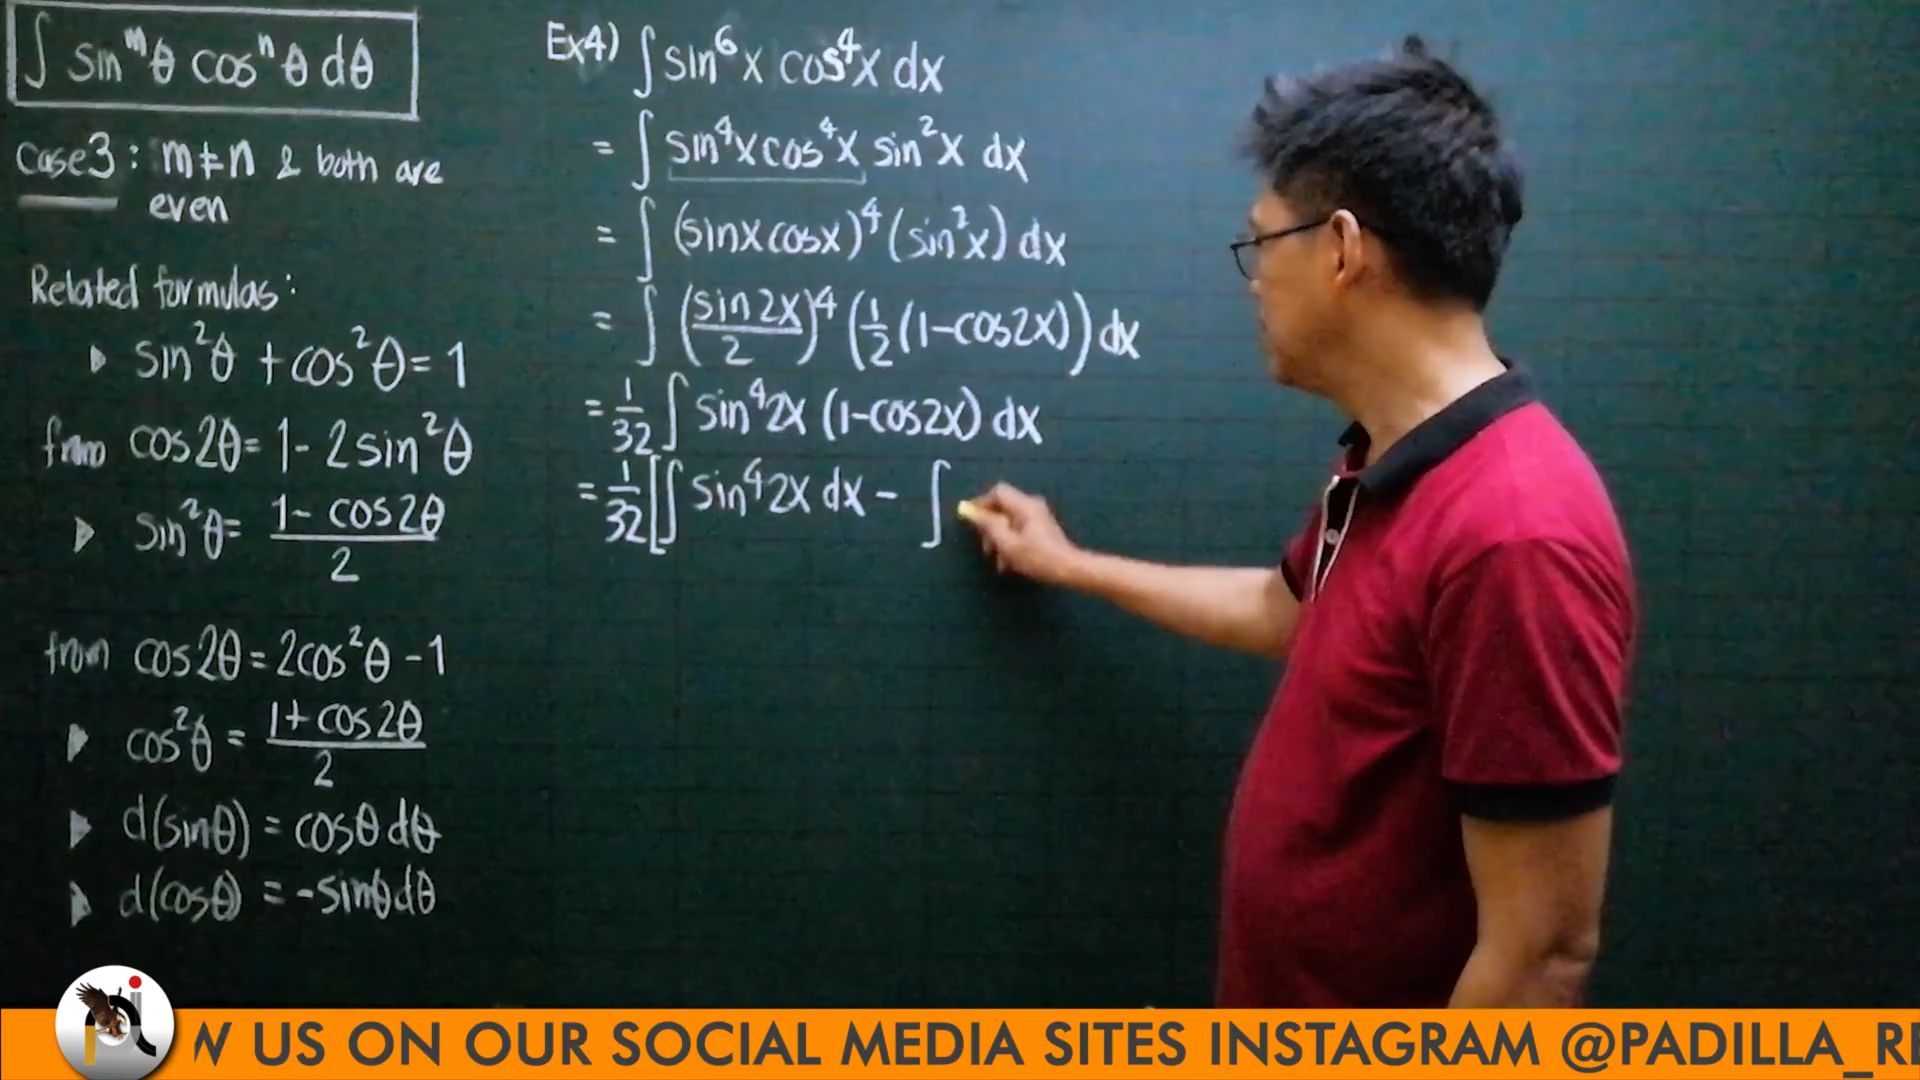 ∫ sin^m θ cos^n θ dθ
case3 : m ≠ n & both are
even
Related formulas:
▸ sin²θ + cos²θ = 1
from cos2θ = 1 - 2sin²θ
▸ sin²θ = (1 - cos2θ)/2
from cos2θ = 2cos²θ - 1
▸ cos²θ = (1 + cos2θ)/2
▸ d(sinθ) = cosθ dθ
▸ d(cosθ) = -sinθ dθ
Ex4) ∫ sin⁶x cos⁴x dx
= ∫ sin⁴x cos⁴x sin²x dx
= ∫ (sinx cosx)⁴ (sin²x) dx
= ∫ (sin2x/2)⁴ (1/2 (1-cos2x)) dx
= 1/32 ∫ sin⁴2x (1-cos2x) dx
= 1/32 [∫ sin⁴2x dx - ∫
W US ON OUR SOCIAL MEDIA SITES INSTAGRAM @PADILLA_RE